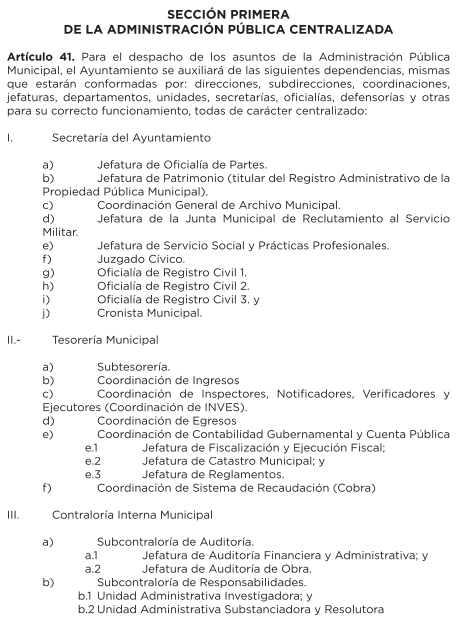 SECCIÓN PRIMERA
DE LA ADMINISTRACIÓN PÚBLICA CENTRALIZADA
Artículo 41. Para el despacho de los asuntos de la Administración Pública
Municipal, el Ayuntamiento se auxiliará de las siguientes dependencias, mismas
que estarán conformadas por: direcciones, subdirecciones, coordinaciones,
jefaturas, departamentos, unidades, secretarías, oficialías, defensorías y otras
para su correcto funcionamiento, todas de carácter centralizado:
I. Secretaría del Ayuntamiento
a) Jefatura de Oficialía de Partes.
b) Jefatura de Patrimonio (titular del Registro Administrativo de la
Propiedad Pública Municipal).
c) Coordinación General de Archivo Municipal.
d) Jefatura de la Junta Municipal de Reclutamiento al Servicio
Militar.
e) Jefatura de Servicio Social y Prácticas Profesionales.
f) Juzgado Cívico.
g) Oficialía de Registro Civil 1.
h) Oficialía de Registro Civil 2.
i) Oficialía de Registro Civil 3. y
j) Cronista Municipal.
II.- Tesorería Municipal
a) Subtesorería.
b) Coordinación de Ingresos
c) Coordinación de Inspectores, Notificadores, Verificadores y
Ejecutores (Coordinación de INVES).
d) Coordinación de Egresos
e) Coordinación de Contabilidad Gubernamental y Cuenta Pública
e.1 Jefatura de Fiscalización y Ejecución Fiscal;
e.2 Jefatura de Catastro Municipal; y
e.3 Jefatura de Reglamentos.
f) Coordinación de Sistema de Recaudación (Cobra)
III. Contraloría Interna Municipal
a) Subcontraloría de Auditoría.
a.1 Jefatura de Auditoría Financiera y Administrativa; y
a.2 Jefatura de Auditoría de Obra.
b) Subcontraloría de Responsabilidades.
b.1 Unidad Administrativa Investigadora; y
b.2 Unidad Administrativa Substanciadora y Resolutora